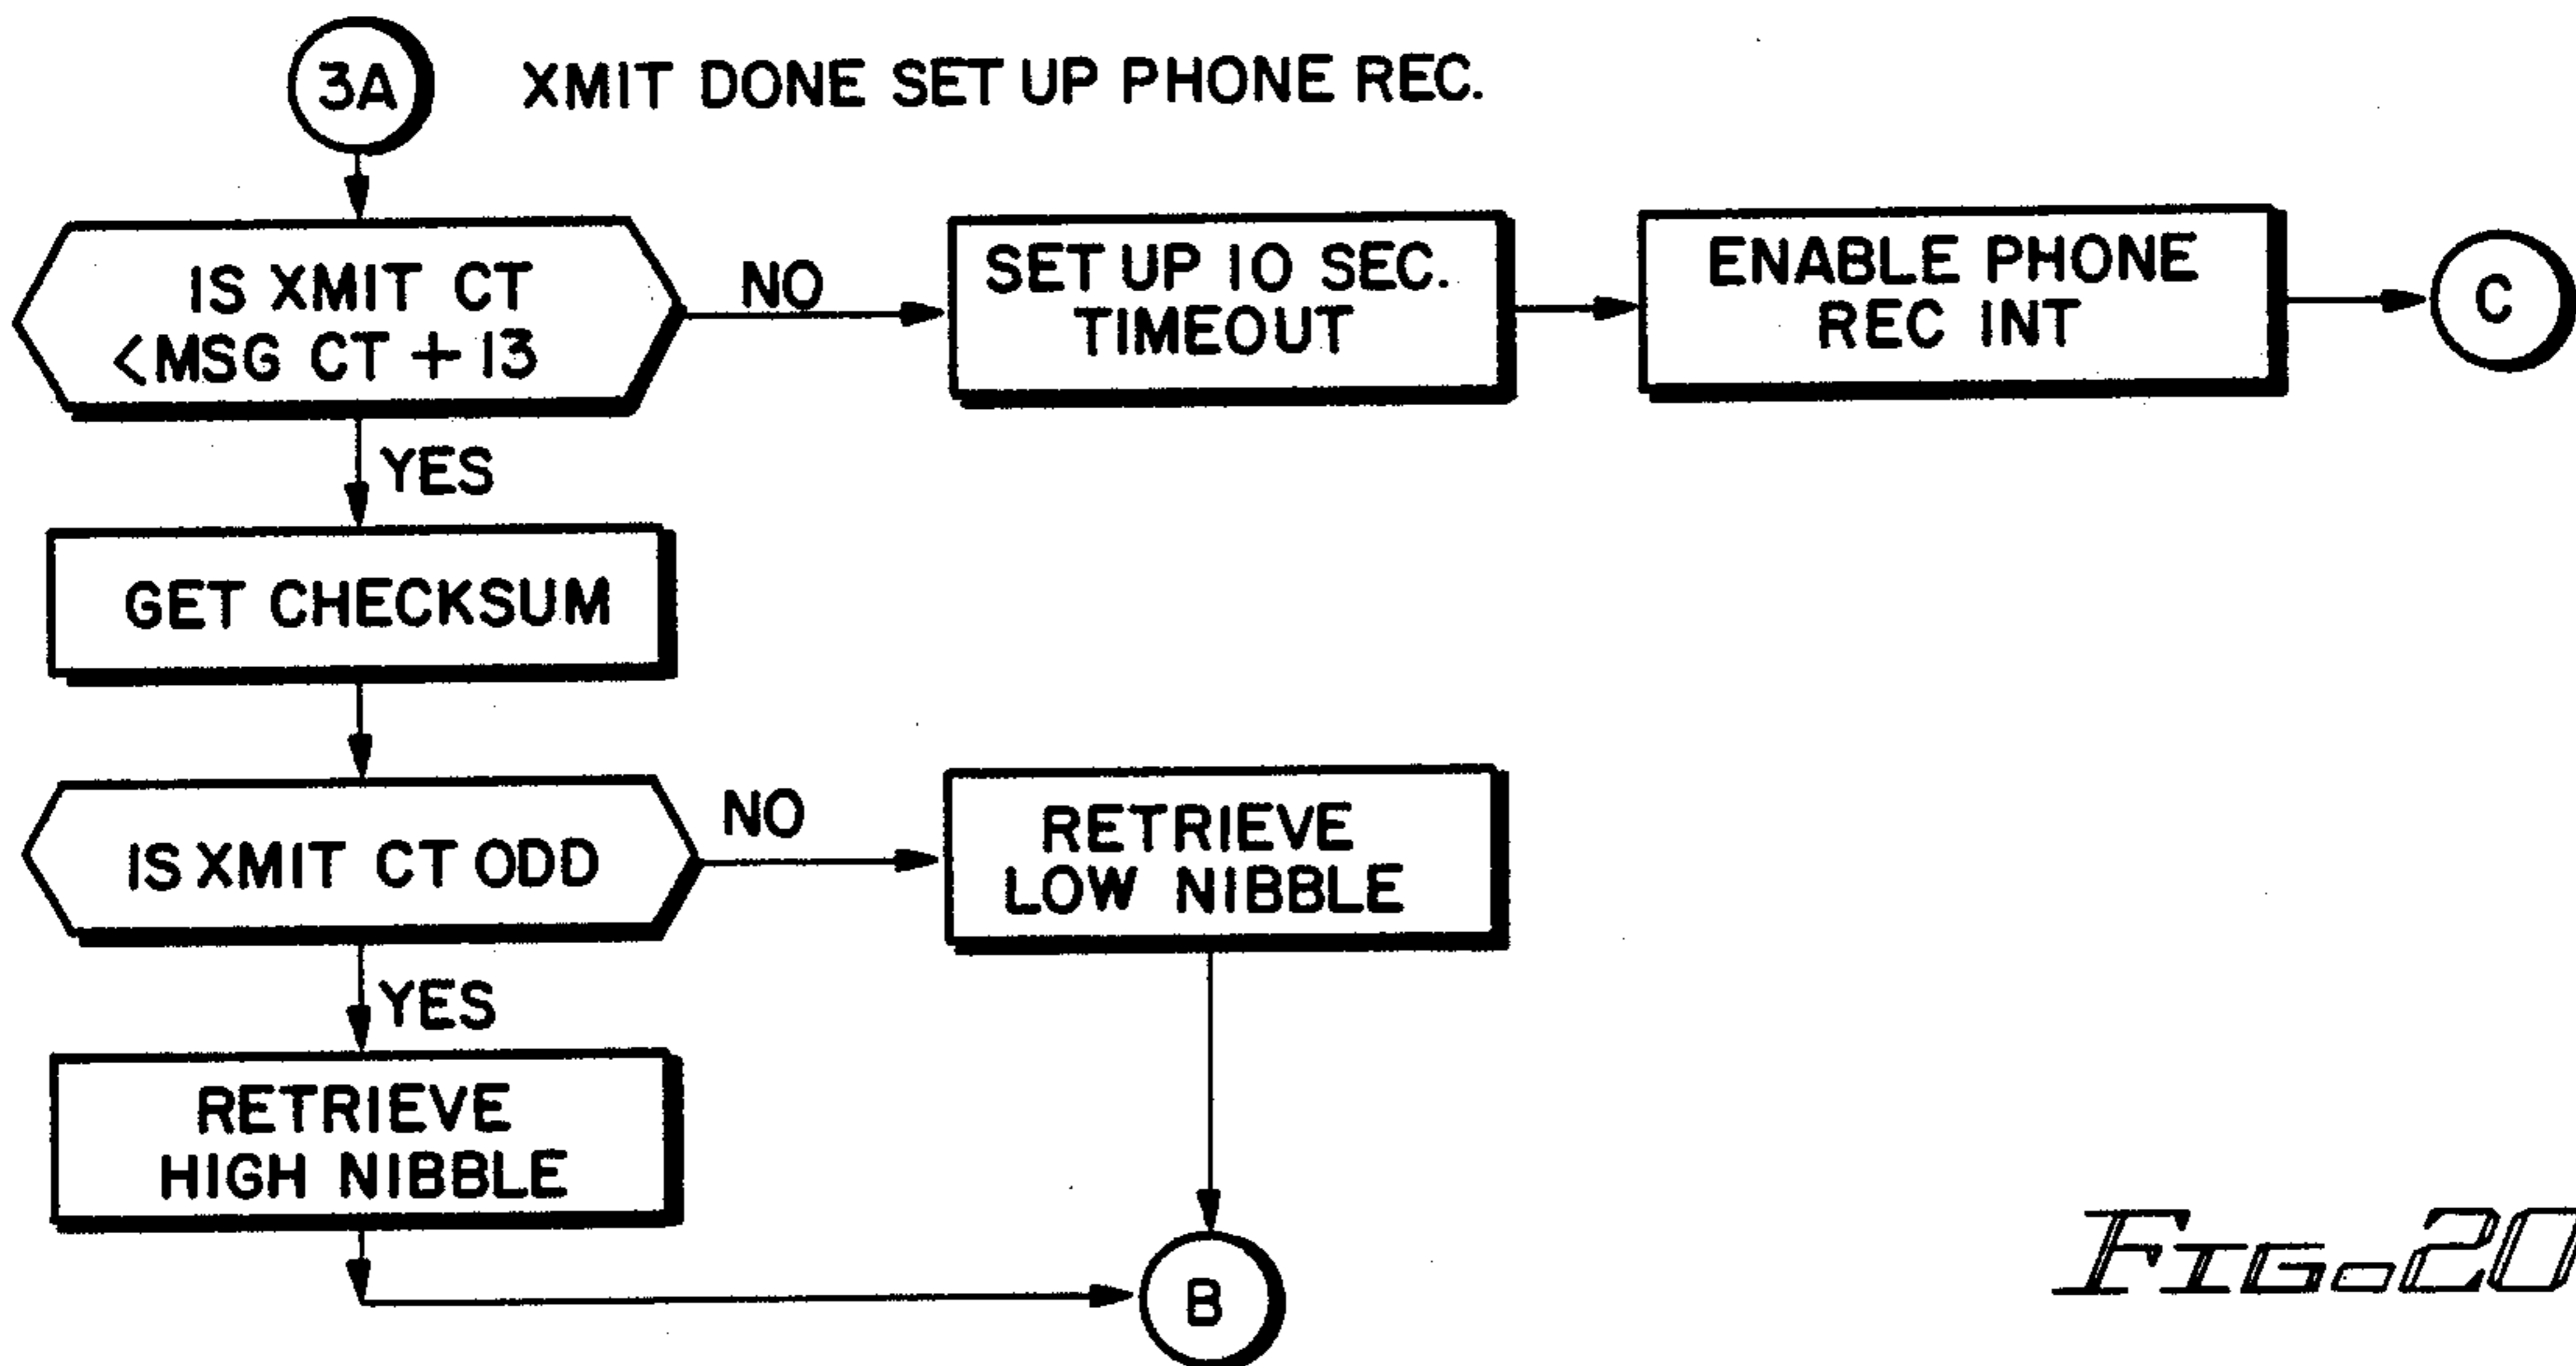 3A
XMIT DONE SET UP PHONE REC.
IS XMIT CT
<MSG CT + 13
NO
SET UP 10 SEC.
TIMEOUT
ENABLE PHONE
REC INT
C
YES
GET CHECKSUM
IS XMIT CT ODD
NO
RETRIEVE
LOW NIBBLE
YES
RETRIEVE
HIGH NIBBLE
B
FIG. 20